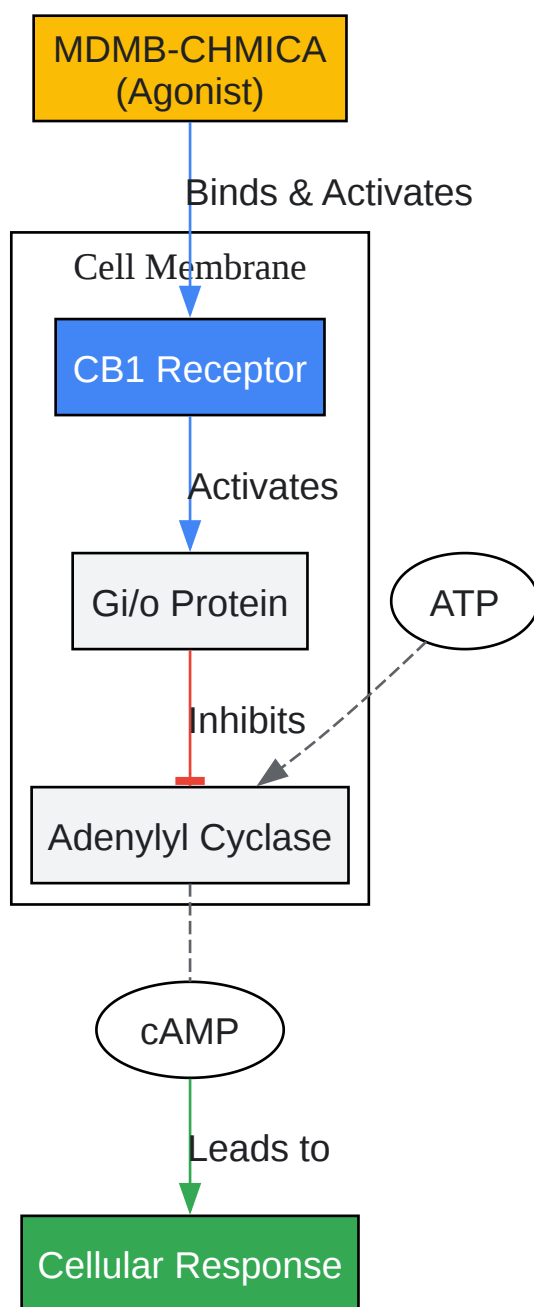 MDMB-CHMICA
(Agonist)
Binds & Activates
Cell Membrane
CB1 Receptor
Activates
Gi/o Protein
ATP
Inhibits
Adenylyl Cyclase
cAMP
Leads to
Cellular Response